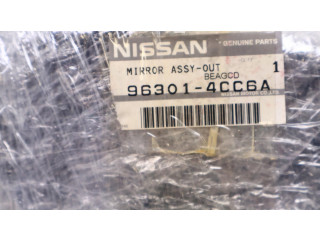 NISSAN GENUINE PARTS
MIRROR ASSY-OUT 1
BEAGCD
96301-4CC6A